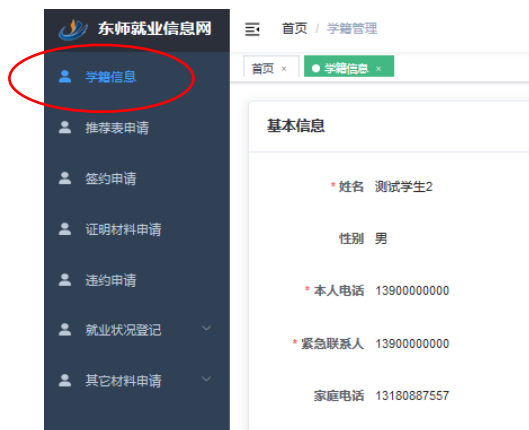 东师就业信息网
首页 / 学籍管理
首页 ×
学籍信息 ×
学籍信息
推荐表申请
签约申请
证明材料申请
违约申请
就业状况登记
其它材料申请
基本信息
* 姓名 测试学生2
性别 男
* 本人电话 13900000000
* 紧急联系人 13900000000
家庭电话 13180887557